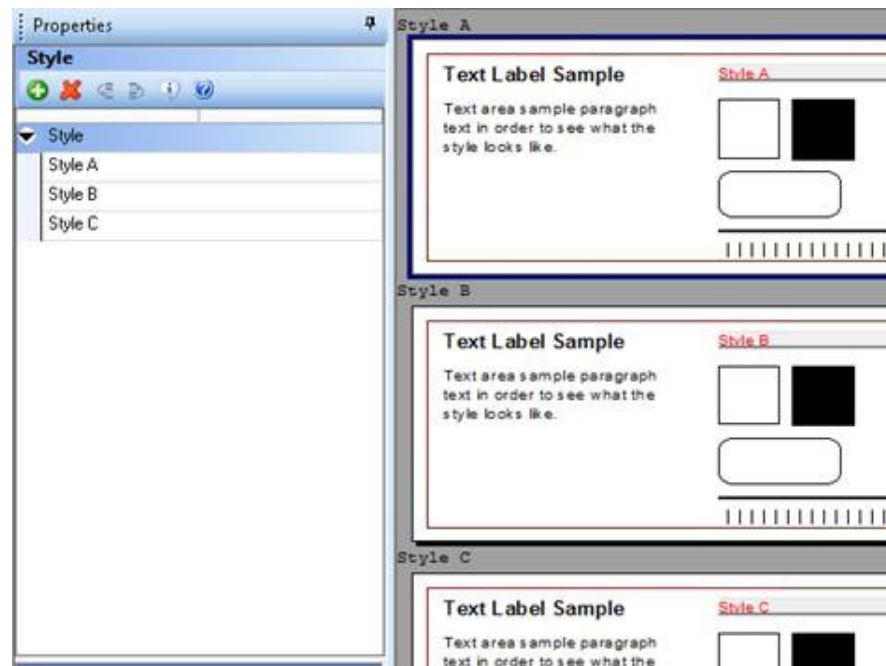 Properties
Style
Style
Style A
Style B
Style C
Style A
Text Label Sample
Style A
Text area sample paragraph
text in order to see what the
style looks like.
Style B
Text Label Sample
Style B
Text area sample paragraph
text in order to see what the
style looks like.
Style C
Text Label Sample
Style C
Text area sample paragraph
text in order to see what the